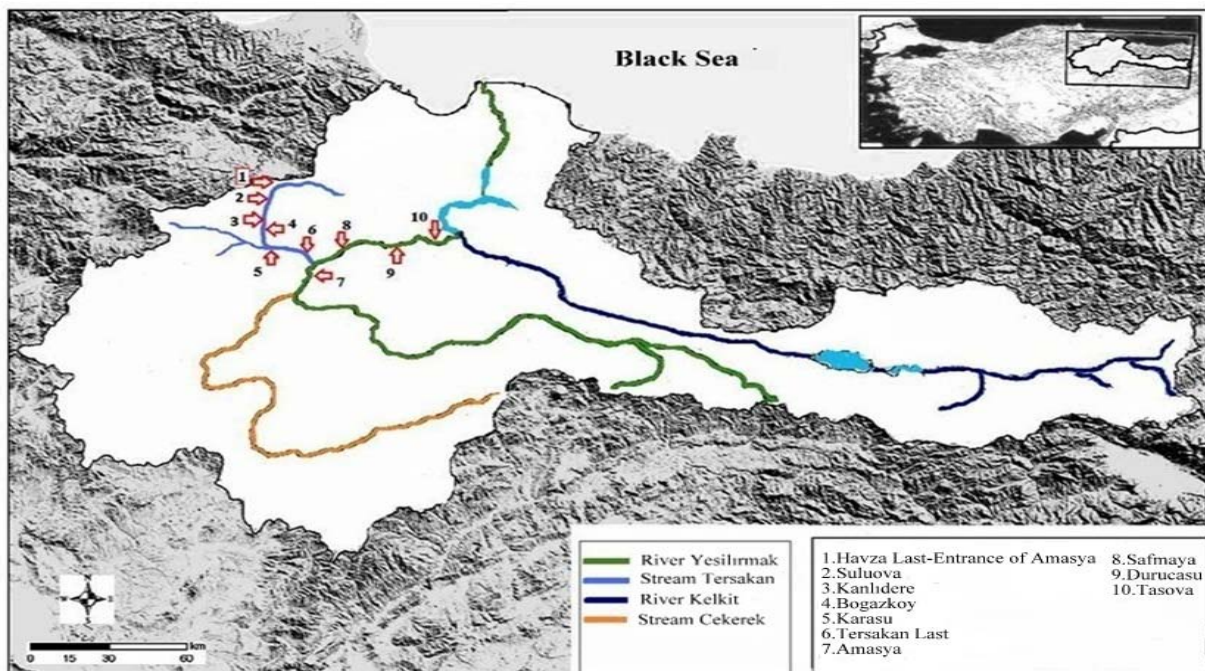 Black Sea
1
2
3
4
5
6
7
8
9
10
River Yesilırmak
Stream Tersakan
River Kelkit
Stream Cekerek
1.Havza Last-Entrance of Amasya
2.Suluova
3.Kanlıdere
4.Bogazkoy
5.Karasu
6.Tersakan Last
7.Amasya
8.Safmaya
9.Durucasu
10.Tasova
N
W
E
S
km
0 15 30 60